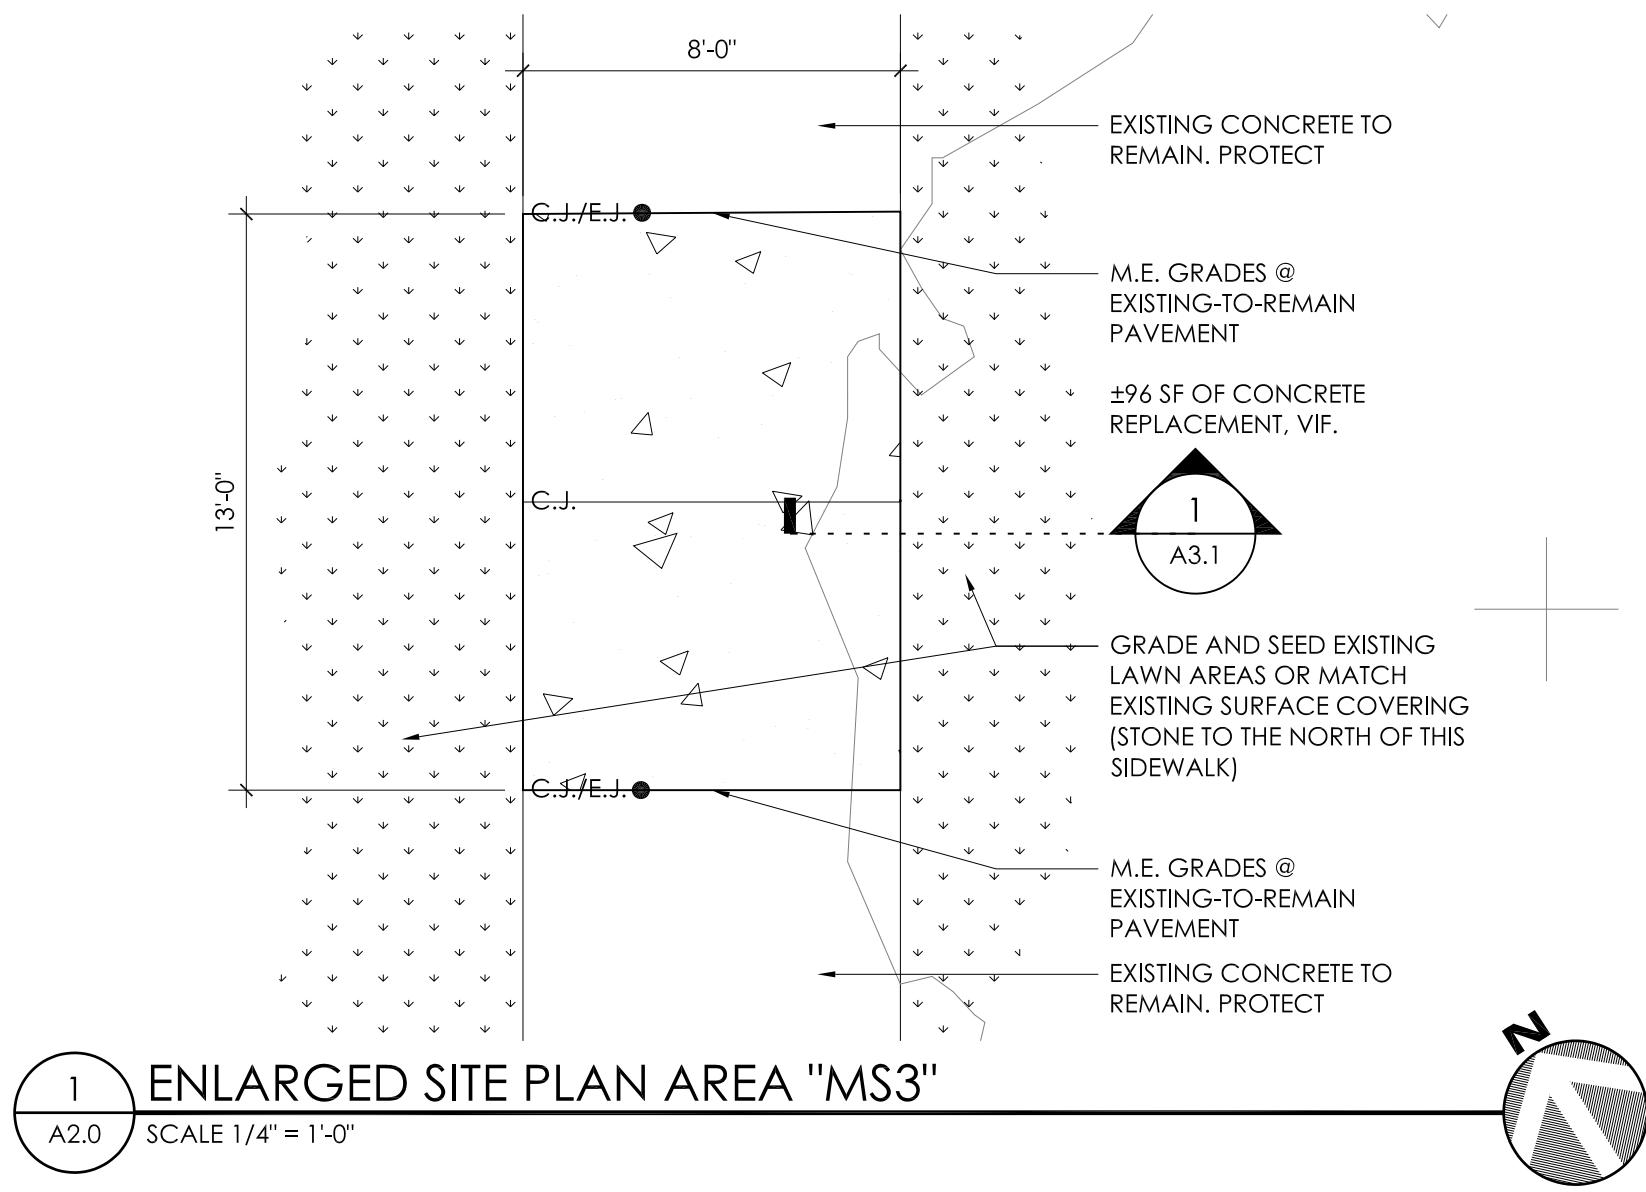 8'-0"
EXISTING CONCRETE TO
REMAIN. PROTECT
C.J./E.J.
M.E. GRADES @
EXISTING-TO-REMAIN
PAVEMENT
±96 SF OF CONCRETE
REPLACEMENT, VIF.
13'-0"
C.J.
1
A3.1
GRADE AND SEED EXISTING
LAWN AREAS OR MATCH
EXISTING SURFACE COVERING
(STONE TO THE NORTH OF THIS
SIDEWALK)
C.J./E.J.
M.E. GRADES @
EXISTING-TO-REMAIN
PAVEMENT
EXISTING CONCRETE TO
REMAIN. PROTECT
N
1
A2.0
ENLARGED SITE PLAN AREA "MS3"
SCALE 1/4" = 1'-0"